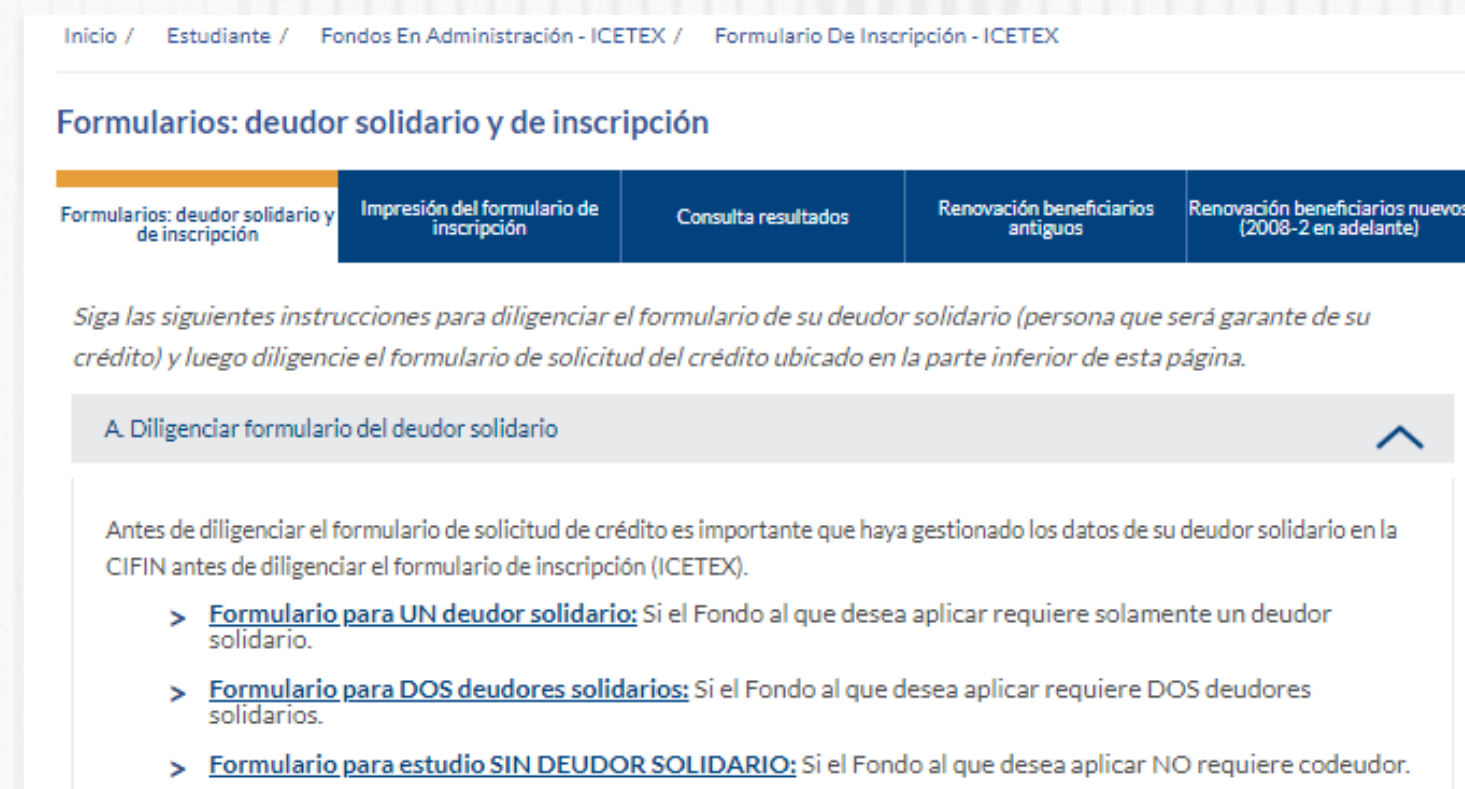 Inicio / Estudiante / Fondos En Administración - ICETEX / Formulario De Inscripción - ICETEX
Formularios: deudor solidario y de inscripción
Formularios: deudor solidario y
de inscripción
Impresión del formulario de
inscripción
Consulta resultados
Renovación beneficiarios
antiguos
Renovación beneficiarios nuevos
(2008-2 en adelante)
Siga las siguientes instrucciones para diligenciar el formulario de su deudor solidario (persona que será garante de su
crédito) y luego diligencie el formulario de solicitud del crédito ubicado en la parte inferior de esta página.
A. Diligenciar formulario del deudor solidario
Antes de diligenciar el formulario de solicitud de crédito es importante que haya gestionado los datos de su deudor solidario en la
CIFIN antes de diligenciar el formulario de inscripción (ICETEX).
> Formulario para UN deudor solidario: Si el Fondo al que desea aplicar requiere solamente un deudor
solidario.
> Formulario para DOS deudores solidarios: Si el Fondo al que desea aplicar requiere DOS deudores
solidarios.
> Formulario para estudio SIN DEUDOR SOLIDARIO: Si el Fondo al que desea aplicar NO requiere codeudor.